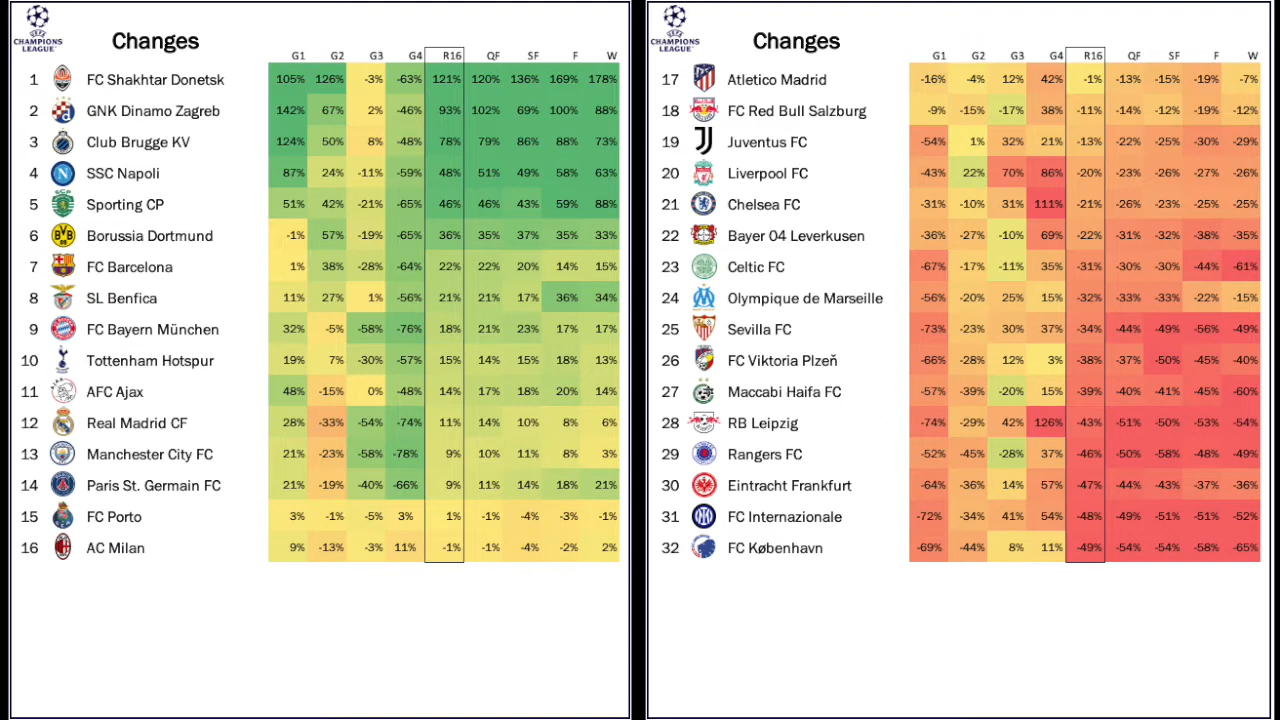 UEFA
CHAMPIONS
LEAGUE
Changes
G1 G2 G3 G4 R16 QF SF F W
1 FC Shakhtar Donetsk 105% 126% -3% -63% 121% 120% 136% 169% 178%
2 GNK Dinamo Zagreb 142% 67% 2% -46% 93% 102% 69% 100% 88%
3 Club Brugge KV 124% 50% 8% -48% 78% 79% 86% 88% 73%
4 SSC Napoli 87% 24% -11% -59% 48% 51% 49% 58% 63%
5 Sporting CP 51% 42% -21% -65% 46% 46% 43% 59% 88%
6 Borussia Dortmund -1% 57% -19% -65% 36% 35% 37% 35% 33%
7 FC Barcelona 1% 38% -28% -64% 22% 22% 20% 14% 15%
8 SL Benfica 11% 27% 1% -56% 21% 21% 17% 36% 34%
9 FC Bayern München 32% -5% -58% -76% 18% 21% 23% 17% 17%
10 Tottenham Hotspur 19% 7% -30% -57% 15% 14% 15% 18% 13%
11 AFC Ajax 48% -15% 0% -48% 14% 17% 18% 20% 14%
12 Real Madrid CF 28% -33% -54% -74% 11% 14% 10% 8% 6%
13 Manchester City FC 21% -23% -58% -78% 9% 10% 11% 8% 3%
14 Paris St. Germain FC 21% -19% -40% -66% 9% 11% 14% 18% 21%
15 FC Porto 3% -1% -5% 3% 1% -1% -4% -3% -1%
16 AC Milan 9% -13% -3% 11% -1% -1% -4% -2% 2%
UEFA
CHAMPIONS
LEAGUE
Changes
G1 G2 G3 G4 R16 QF SF F W
17 Atletico Madrid -16% -4% 12% 42% -1% -13% -15% -19% -7%
18 FC Red Bull Salzburg -9% -15% -17% 38% -11% -14% -12% -19% -12%
19 Juventus FC -54% 1% 32% 21% -13% -22% -25% -30% -29%
20 Liverpool FC -43% 22% 70% 86% -20% -23% -26% -27% -26%
21 Chelsea FC -31% -10% 31% 111% -21% -26% -23% -25% -25%
22 Bayer 04 Leverkusen -36% -27% -10% 69% -22% -31% -32% -38% -35%
23 Celtic FC -67% -17% -11% 35% -31% -30% -30% -44% -61%
24 Olympique de Marseille -56% -20% 25% 15% -32% -33% -33% -22% -15%
25 Sevilla FC -73% -23% 30% 37% -34% -44% -49% -56% -49%
26 FC Viktoria Plzeň -66% -28% 12% 3% -38% -37% -50% -45% -40%
27 Maccabi Haifa FC -57% -39% -20% 15% -39% -40% -41% -45% -60%
28 RB Leipzig -74% -29% 42% 126% -43% -51% -50% -53% -54%
29 Rangers FC -52% -45% -28% 37% -46% -50% -58% -48% -49%
30 Eintracht Frankfurt -64% -36% 14% 57% -47% -44% -43% -37% -36%
31 FC Internazionale -72% -34% 41% 54% -48% -49% -51% -51% -52%
32 FC København -69% -44% 8% 11% -49% -54% -54% -58% -65%